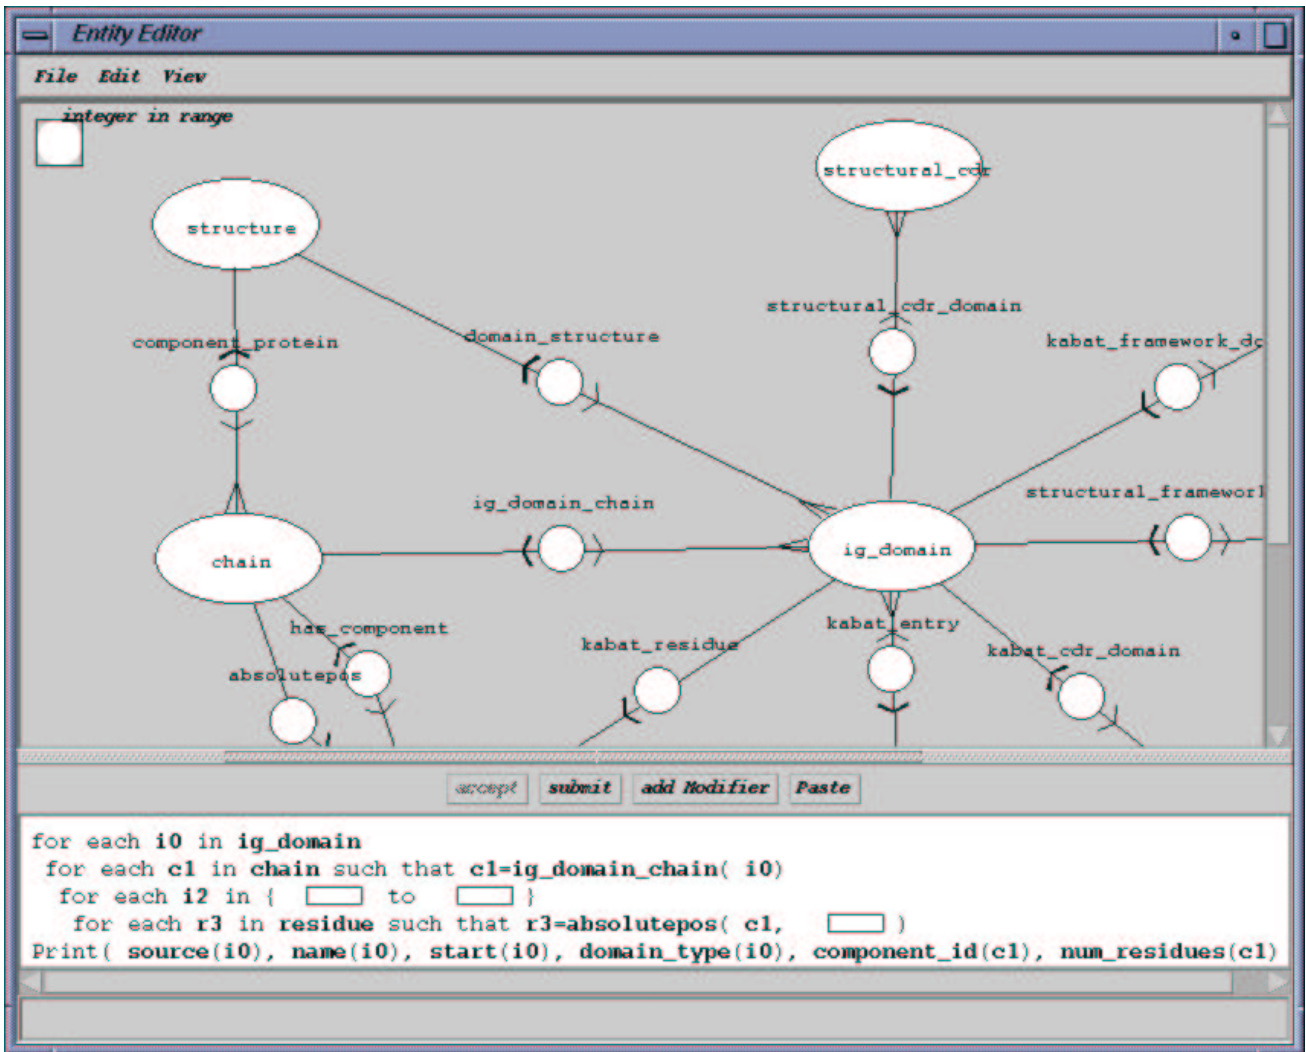 Entity Editor
File Edit View
integer in range
structural_cdr
structure
structural_cdr_domain
component_protein
domain_structure
kabat_framework_do
ig_domain_chain
structural_framework
chain
ig_domain
has_component
kabat_residue
kabat_entry
kabat_cdr_domain
absolutepos
accept submit add Modifier Paste
for each i0 in ig_domain
for each c1 in chain such that c1=ig_domain_chain( i0)
for each i2 in { to }
for each r3 in residue such that r3=absolutepos( c1, )
Print( source(i0), name(i0), start(i0), domain_type(i0), component_id(c1), num_residues(c1)